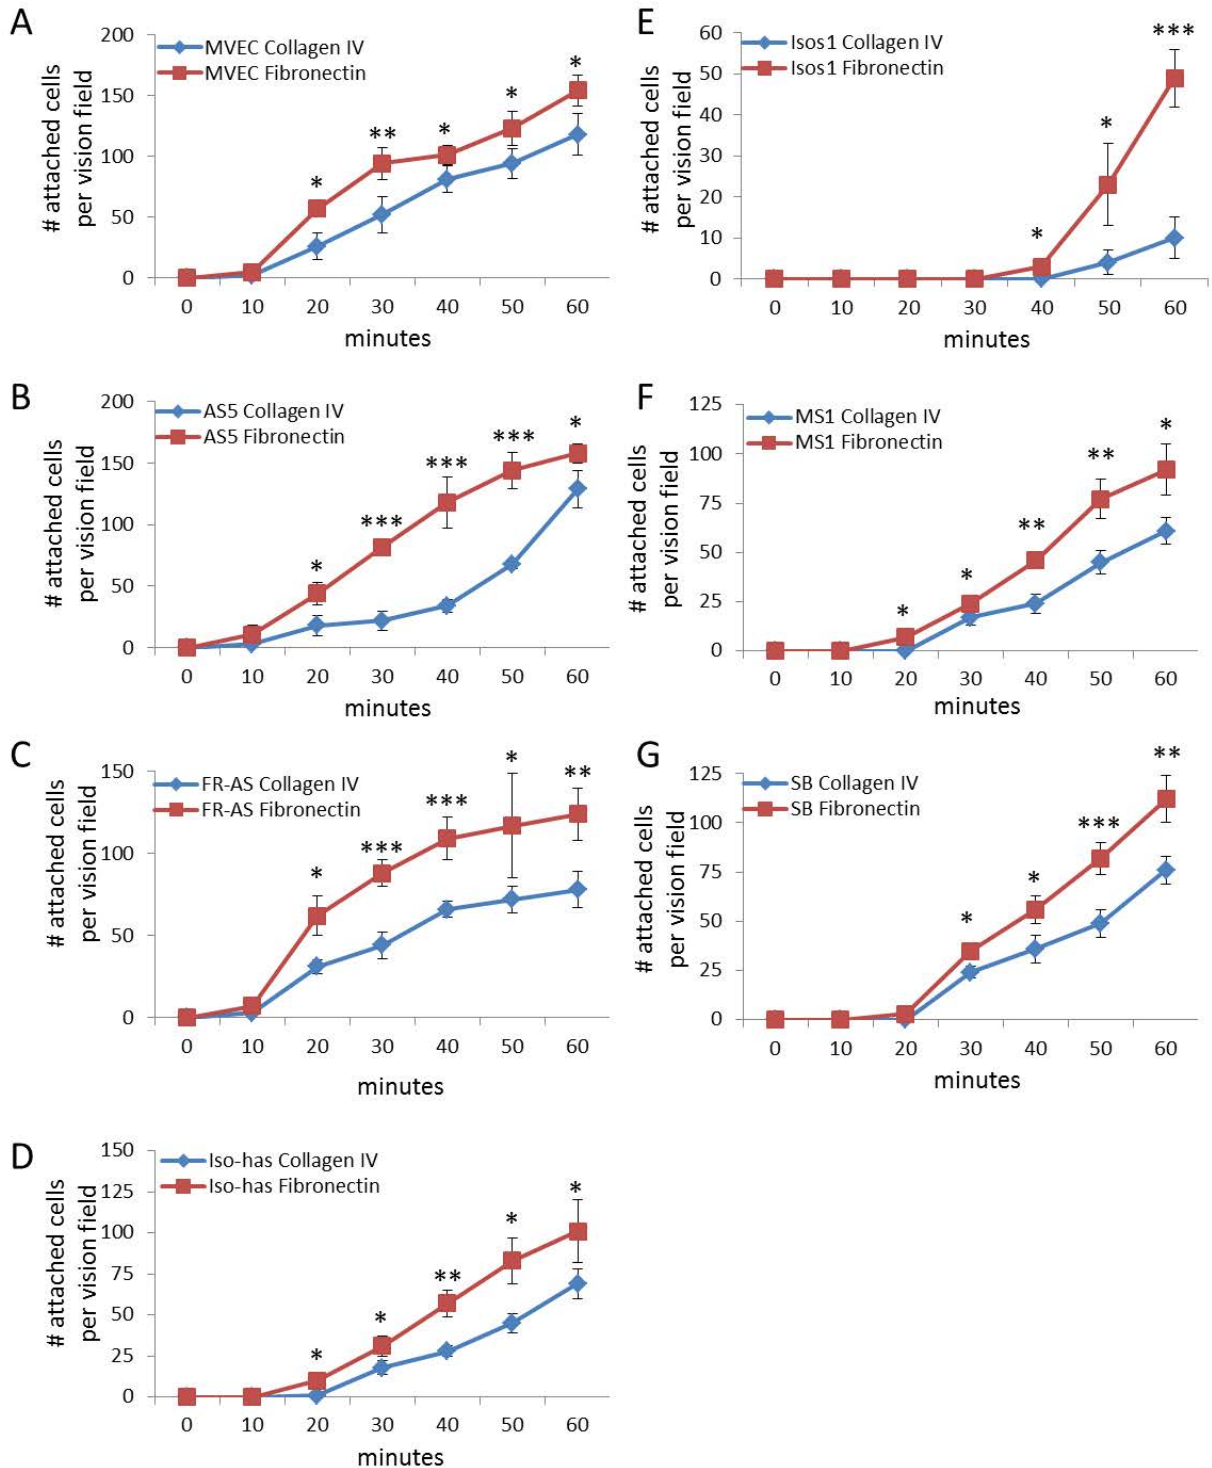 A
# attached cells
per vision field
200
150
100
50
0
MVEC Collagen IV
MVEC Fibronectin
*
**
*
*
*
0 10 20 30 40 50 60
minutes
B
# attached cells
per vision field
200
150
100
50
0
AS5 Collagen IV
AS5 Fibronectin
*
***
***
***
*
0 10 20 30 40 50 60
minutes
C
# attached cells
per vision field
150
100
50
0
FR-AS Collagen IV
FR-AS Fibronectin
*
***
***
*
**
0 10 20 30 40 50 60
minutes
D
# attached cells
per vision field
150
125
100
75
50
25
0
Iso-has Collagen IV
Iso-has Fibronectin
*
*
**
*
*
0 10 20 30 40 50 60
minutes
E
# attached cells
per vision field
60
50
40
30
20
10
0
Isos1 Collagen IV
Isos1 Fibronectin
*
*
***
0 10 20 30 40 50 60
minutes
F
# attached cells
per vision field
125
100
75
50
25
0
MS1 Collagen IV
MS1 Fibronectin
*
*
**
**
*
0 10 20 30 40 50 60
minutes
G
# attached cells
per vision field
125
100
75
50
25
0
SB Collagen IV
SB Fibronectin
*
*
***
**
0 10 20 30 40 50 60
minutes